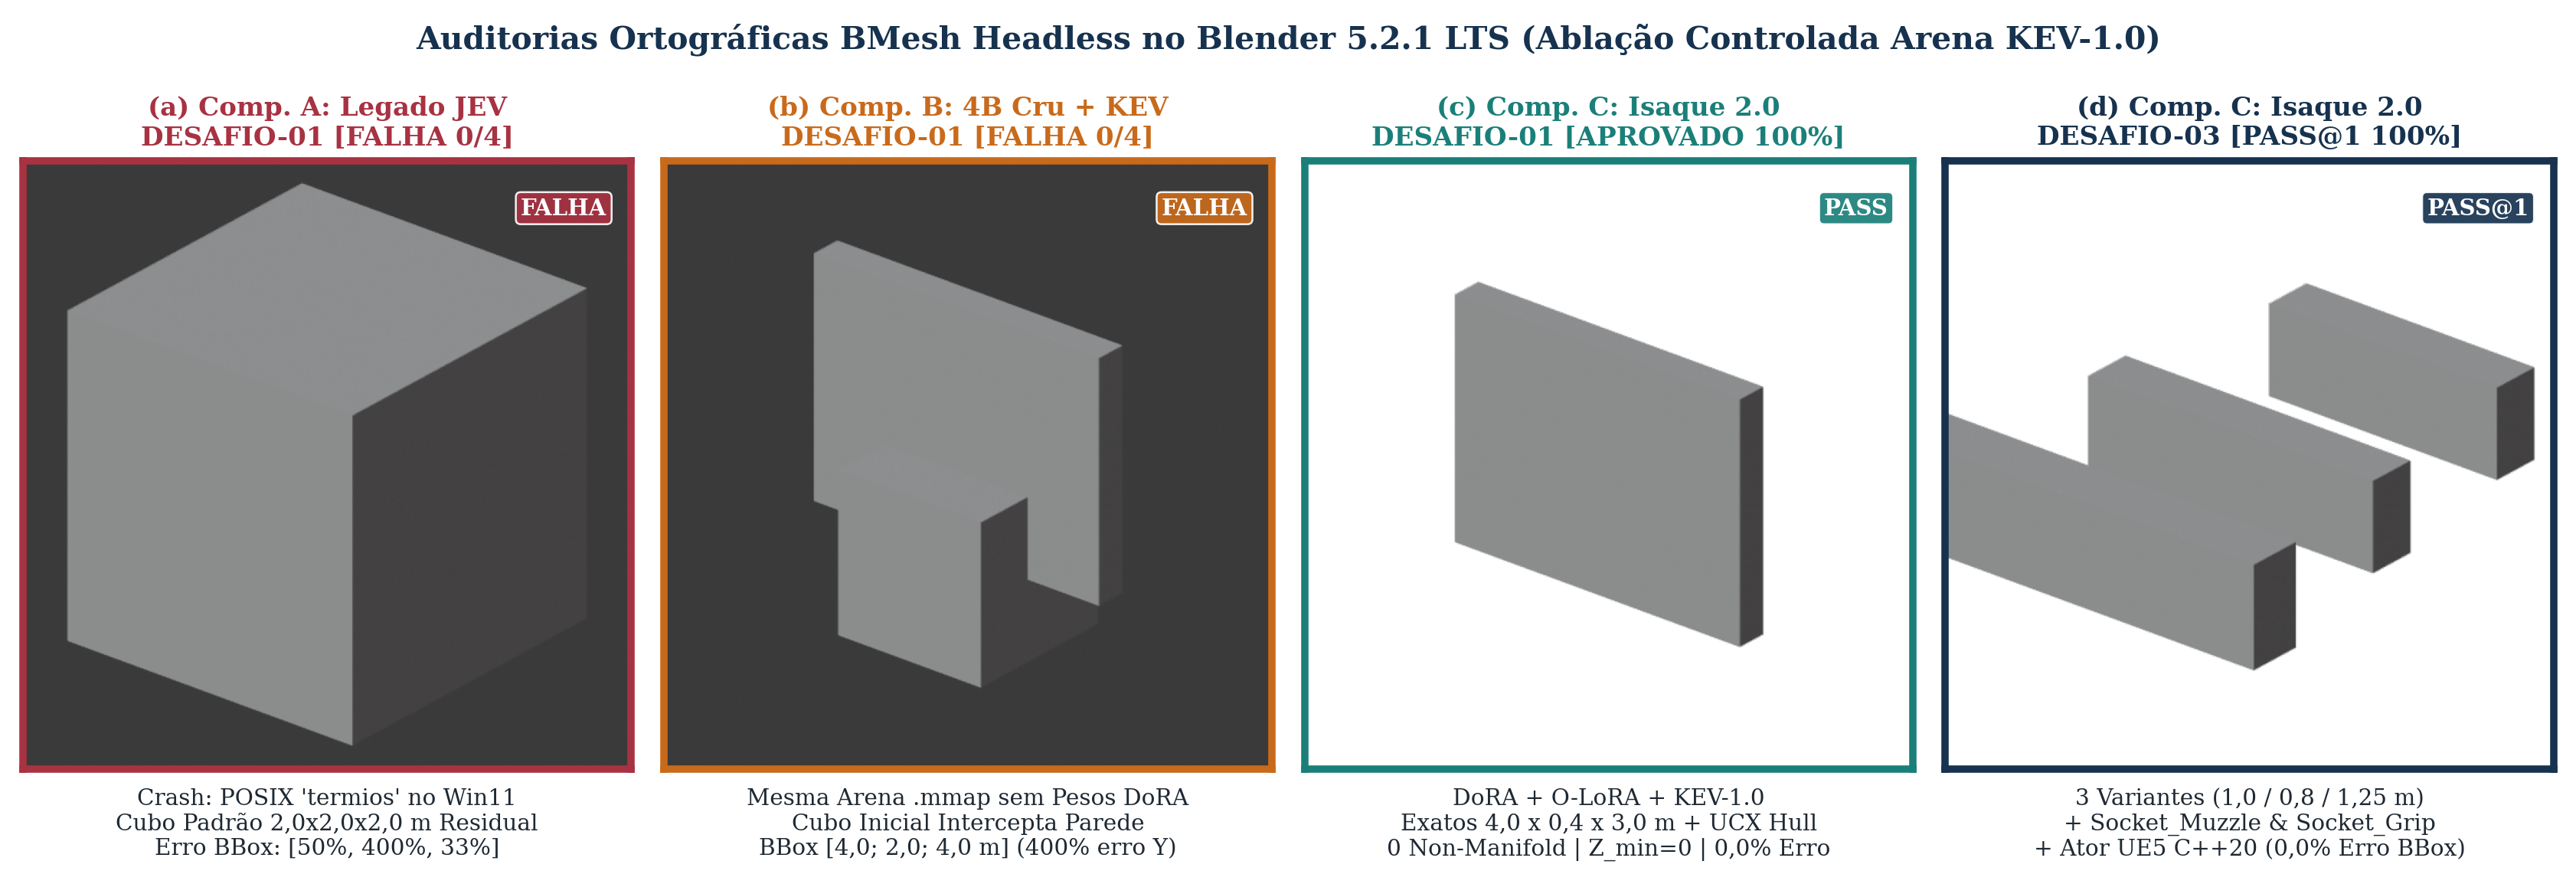 Auditorias Ortográficas BMesh Headless no Blender 5.2.1 LTS (Ablação Controlada Arena KEV-1.0)
(a) Comp. A: Legado JEV
DESAFIO-01 [FALHA 0/4]
FALHA
Crash: POSIX 'termios' no Win11
Cubo Padrão 2,0x2,0x2,0 m Residual
Erro BBox: [50%, 400%, 33%]
(b) Comp. B: 4B Cru + KEV
DESAFIO-01 [FALHA 0/4]
FALHA
Mesma Arena .mmap sem Pesos DoRA
Cubo Inicial Intercepta Parede
BBox [4,0; 2,0; 4,0 m] (400% erro Y)
(c) Comp. C: Isaque 2.0
DESAFIO-01 [APROVADO 100%]
PASS
DoRA + O-LoRA + KEV-1.0
Exatos 4,0 x 0,4 x 3,0 m + UCX Hull
0 Non-Manifold | Z_min=0 | 0,0% Erro
(d) Comp. C: Isaque 2.0
DESAFIO-03 [PASS@1 100%]
PASS@1
3 Variantes (1,0 / 0,8 / 1,25 m)
+ Socket_Muzzle & Socket_Grip
+ Ator UE5 C++20 (0,0% Erro BBox)